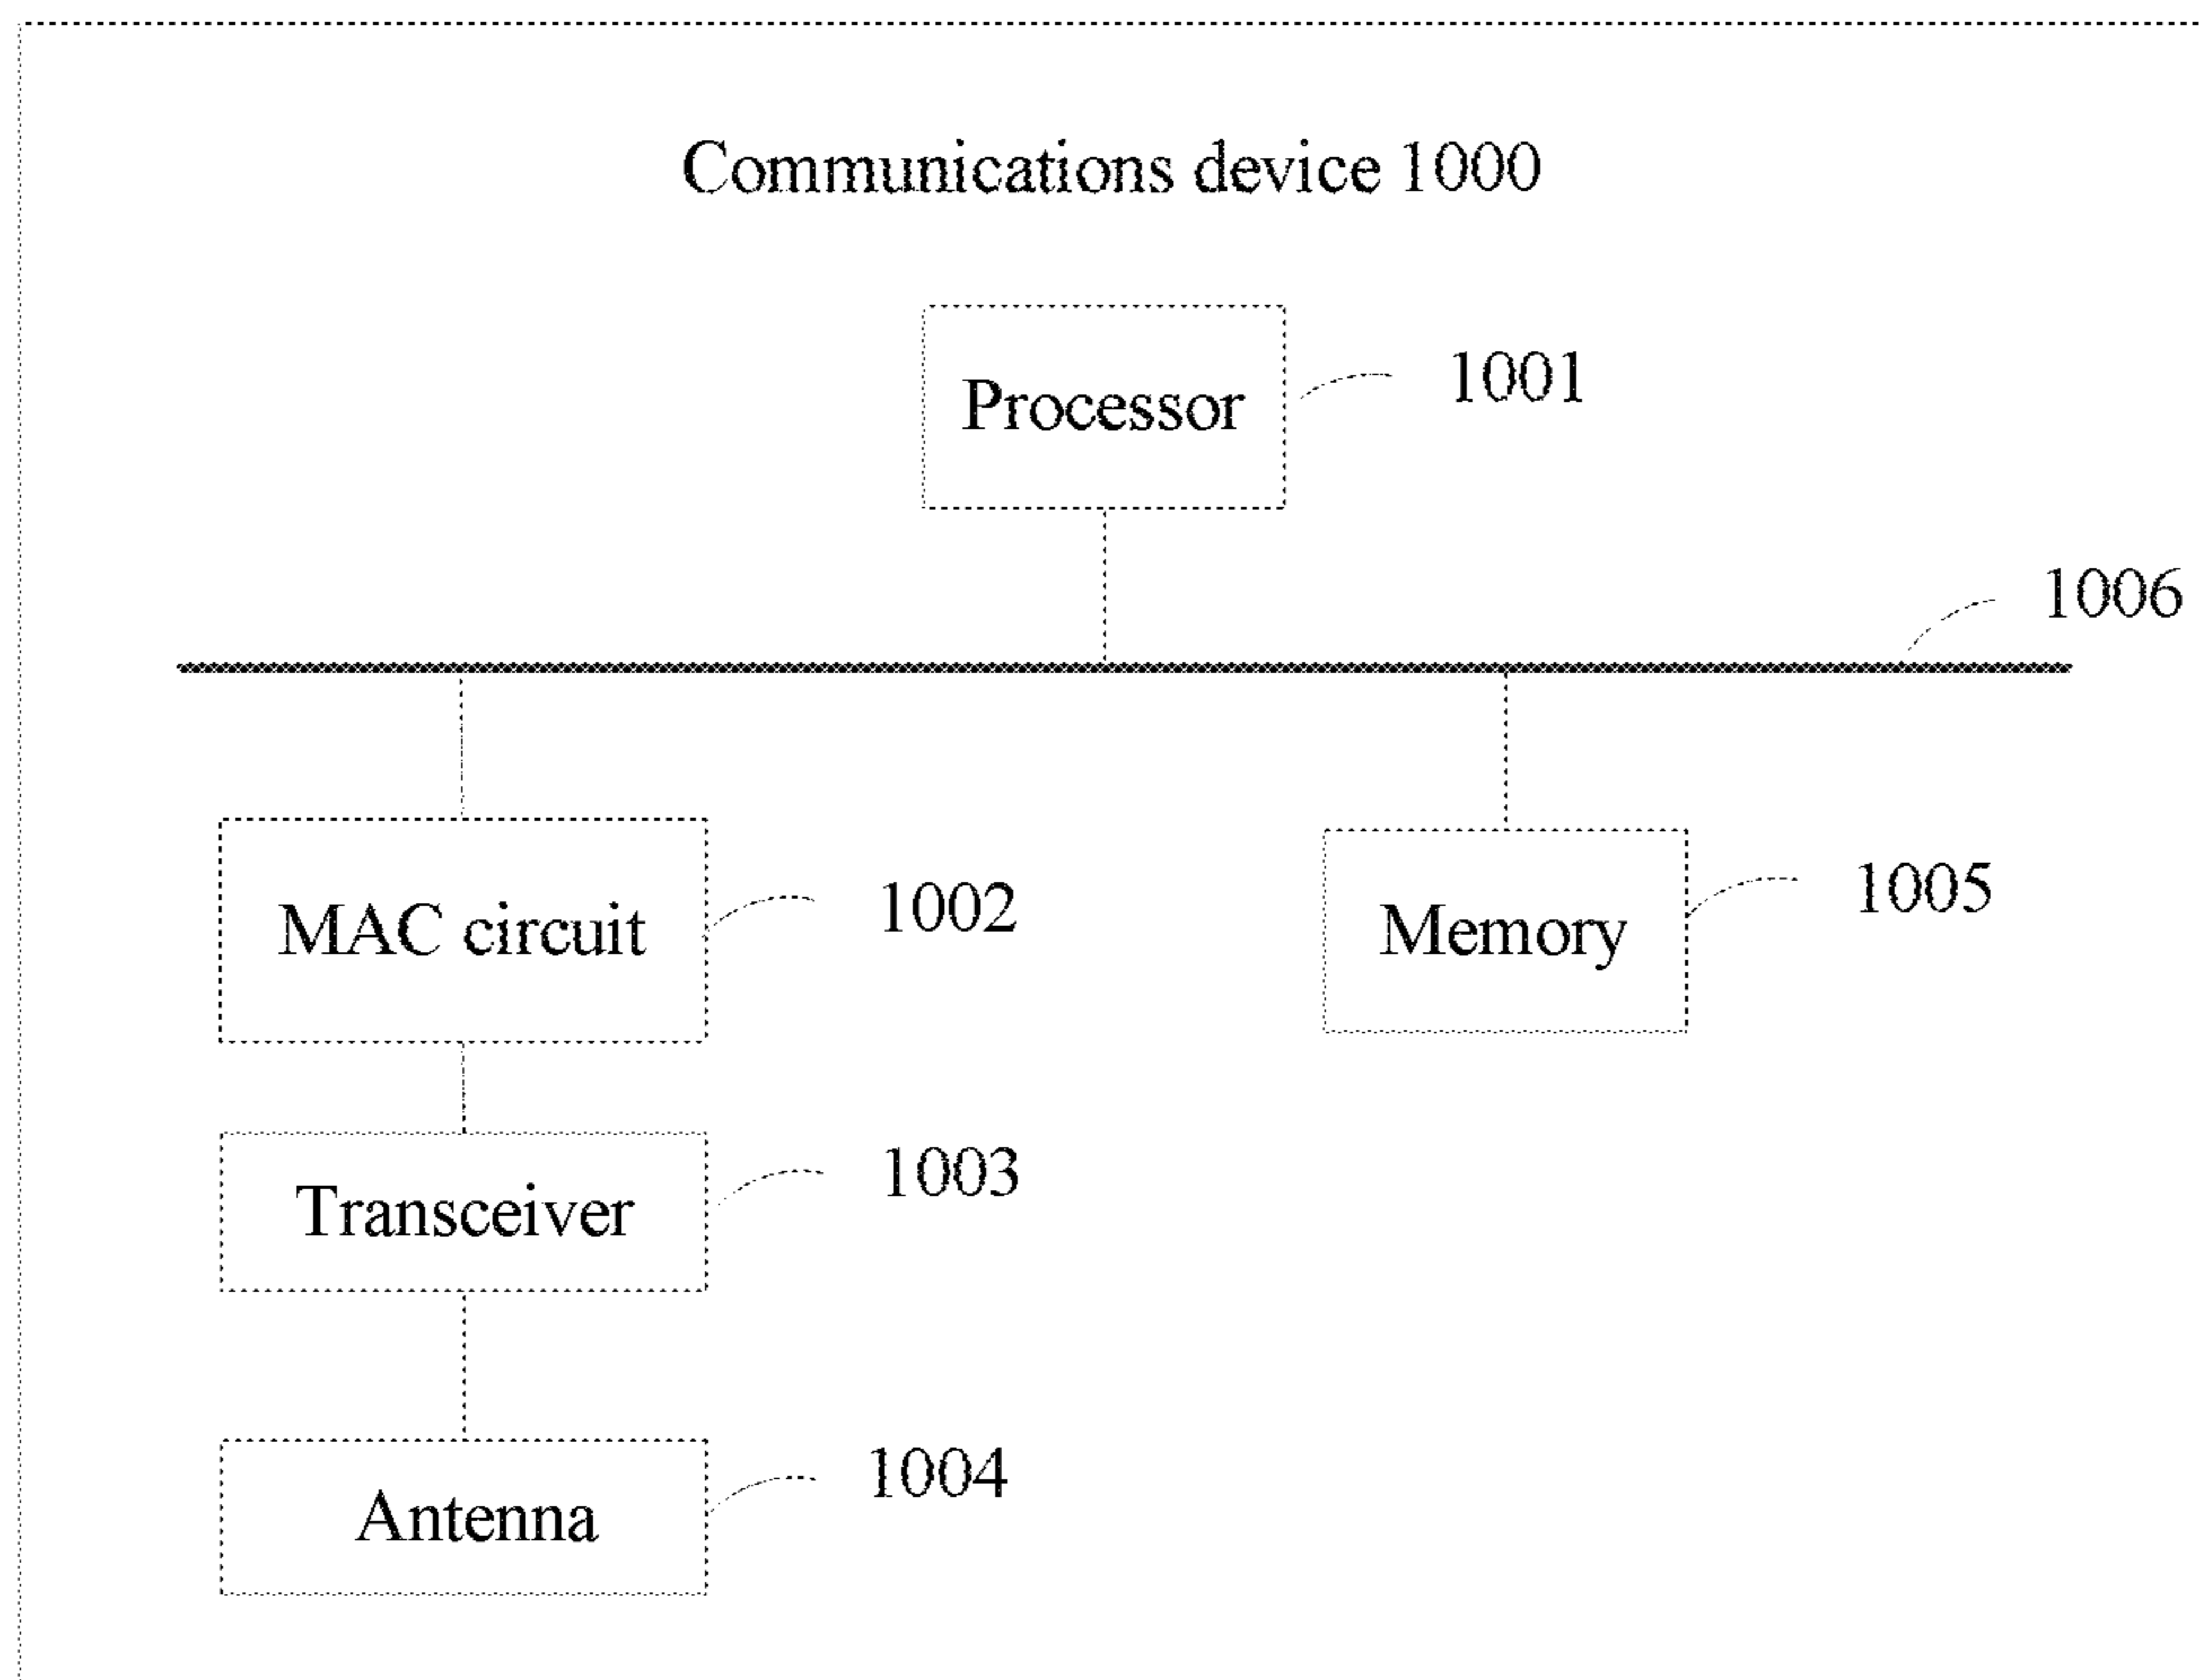 Communications device 1000
Processor
1001
1006
MAC circuit
1002
Memory
1005
Transceiver
1003
Antenna
1004